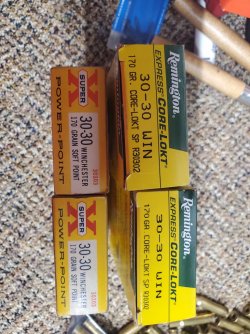 SUPER X
30-30 WINCHESTER
170 GRAIN SOFT POINT
POWER-POINT
Remington
EXPRESS CORE-LOKT
30-30 WIN
170 GR CORE-LOKT SP R30302
SUPER X
30-30 WINCHESTER
170 GRAIN SOFT POINT
POWER-POINT
Remington
EXPRESS CORE-LOKT
30-30 WIN
170 GR CORE-LOKT SP R30302